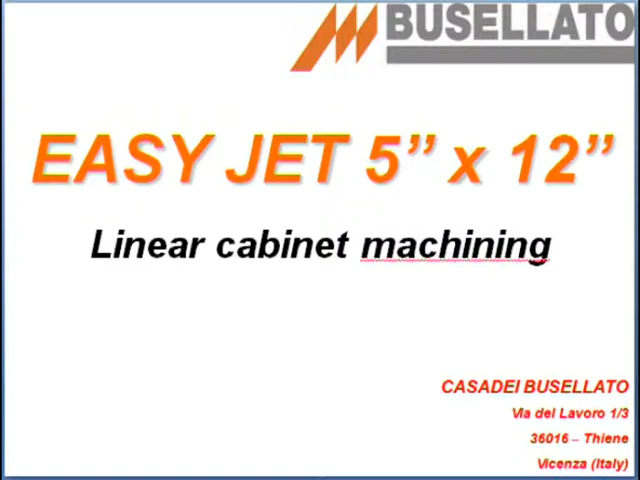 BUSELLATO
EASY JET 5” x 12”
Linear cabinet machining
CASADEI BUSELLATO
Via del Lavoro 1/3
36016 – Thiene
Vicenza (Italy)